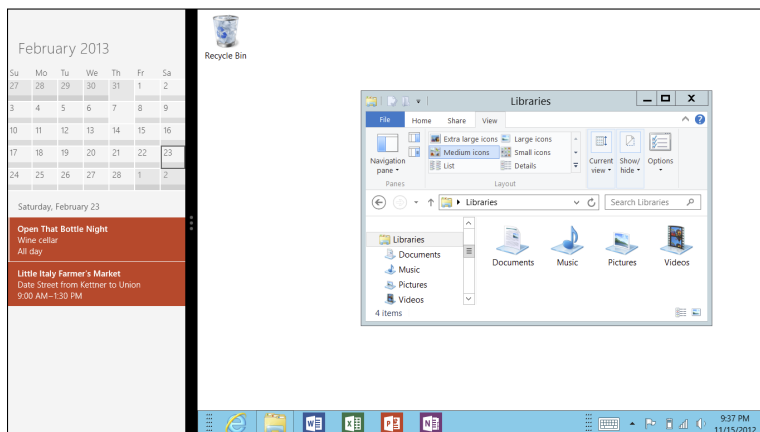 February 2013
Su Mo Tu We Th Fr Sa
27 28 29 30 31 1 2
3 4 5 6 7 8 9
10 11 12 13 14 15 16
17 18 19 20 21 22 23
24 25 26 27 28 1 2
Saturday, February 23
Open That Bottle Night
Wine cellar
All day
Little Italy Farmer's Market
Date Street from Kettner to Union
9:00 AM–1:30 PM
Recycle Bin
Libraries
File Home Share View
Navigation pane
Extra large icons Large icons
Medium icons Small icons
List Details
Current view
Show/ hide
Options
Panes Layout
Libraries
Search Libraries
Libraries
Documents
Music
Pictures
Videos
Documents Music Pictures Videos
4 items
9:37 PM
11/15/2012